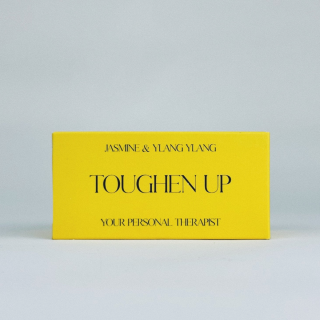 JASMINE & YLANG YLANG
TOUGHEN UP
YOUR PERSONAL THERAPIST